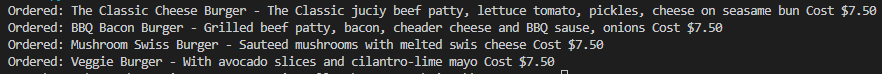 Ordered: The Classic Cheese Burger - The Classic juciy beef patty, lettuce tomato, pickles, cheese on seasame bun Cost $7.50
Ordered: BBQ Bacon Burger - Grilled beef patty, bacon, cheader cheese and BBQ sause, onions Cost $7.50
Ordered: Mushroom Swiss Burger - Sauteed mushrooms with melted swis cheese Cost $7.50
Ordered: Veggie Burger - With avocado slices and cilantro-lime mayo Cost $7.50